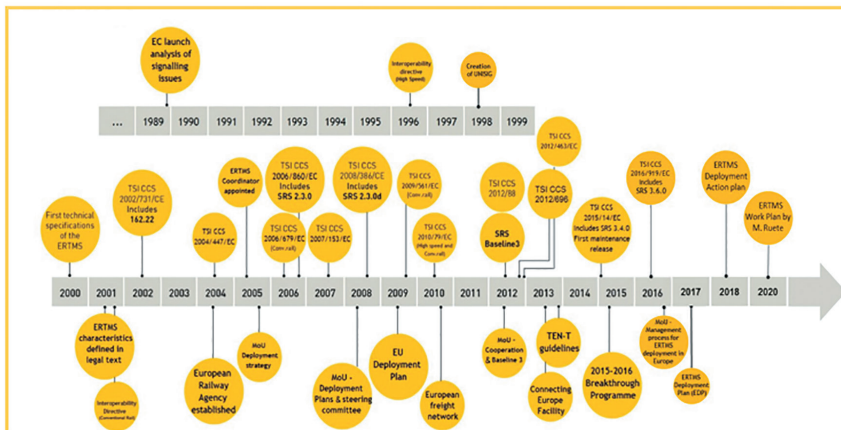 EC launch
analysis of
signalling
issues
Interoperability
directive
(High Speed)
Creation
of UNISIG
... 1989 1990 1991 1992 1993 1994 1995 1996 1997 1998 1999
First technical
specifications
of the
ERTMS
TSI CCS
2002/731/CE
Includes
162.22
TSI CCS
2004/447/EC
ERTMS
Coordinator
appointed
TSI CCS
2006/679/EC
(Conv.rail)
TSI CCS
2006/860/EC
Includes
SRS 2.3.0
TSI CCS
2007/153/EC
TSI CCS
2008/386/CE
Includes
SRS 2.3.0d
TSI CCS
2009/561/EC
(Conv.rail)
TSI CCS
2010/79/EC
(High speed and
Conv.rail)
TSI CCS
2012/88
SRS
Baseline3
TSI CCS
2012/463/EC
TSI CCS
2012/696
TSI CCS
2015/14/EC
Includes SRS 3.4.0
First maintenance
release
TSI CCS
2016/919/EC
Includes
SRS 3.6.0
ERTMS
Deployment
Action plan
ERTMS
Work Plan by
M. Ruete
2000 2001 2002 2003 2004 2005 2006 2007 2008 2009 2010 2011 2012 2013 2014 2015 2016 2017 2018 2020
ERTMS
characteristics
defined in
legal text
Interoperability
Directive
(Conventional Rail)
European
Railway
Agency
established
MoU
Deployment
strategy
MoU -
Deployment
Plans & steering
committee
EU
Deployment
Plan
European
freight
network
MoU -
Cooperation
& Baseline 3
TEN-T
guidelines
Connecting
Europe
Facility
2015-2016
Breakthrough
Programme
MoU -
Management
process for
ERTMS
deployment in
Europe
ERTMS
Deployment
Plan (EDP)